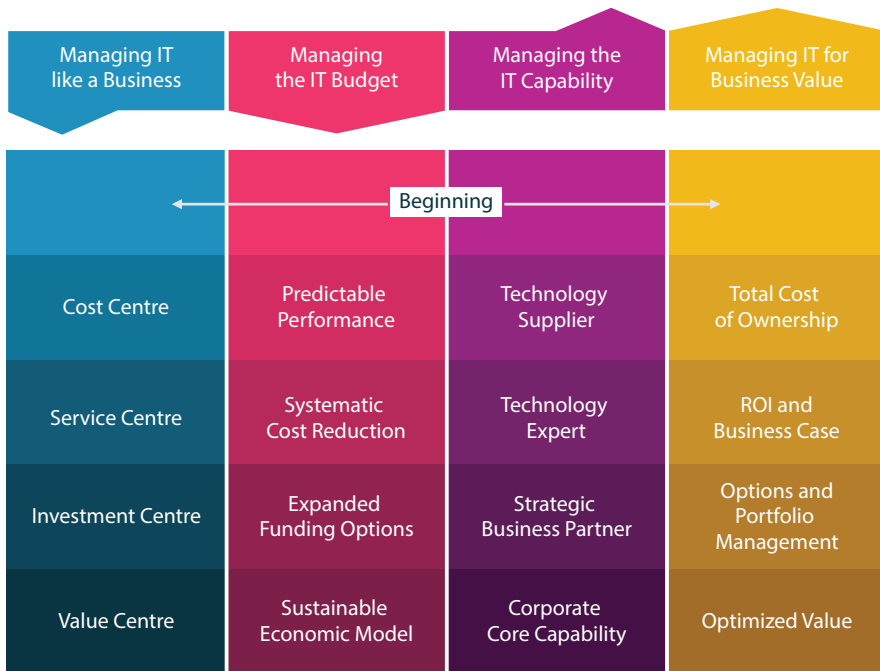 Managing IT
like a Business
Managing
the IT Budget
Managing the
IT Capability
Managing IT for
Business Value
Beginning
Cost Centre
Predictable
Performance
Technology
Supplier
Total Cost
of Ownership
Service Centre
Systematic
Cost Reduction
Technology
Expert
ROI and
Business Case
Investment Centre
Expanded
Funding Options
Strategic
Business Partner
Options and
Portfolio
Management
Value Centre
Sustainable
Economic Model
Corporate
Core Capability
Optimized Value